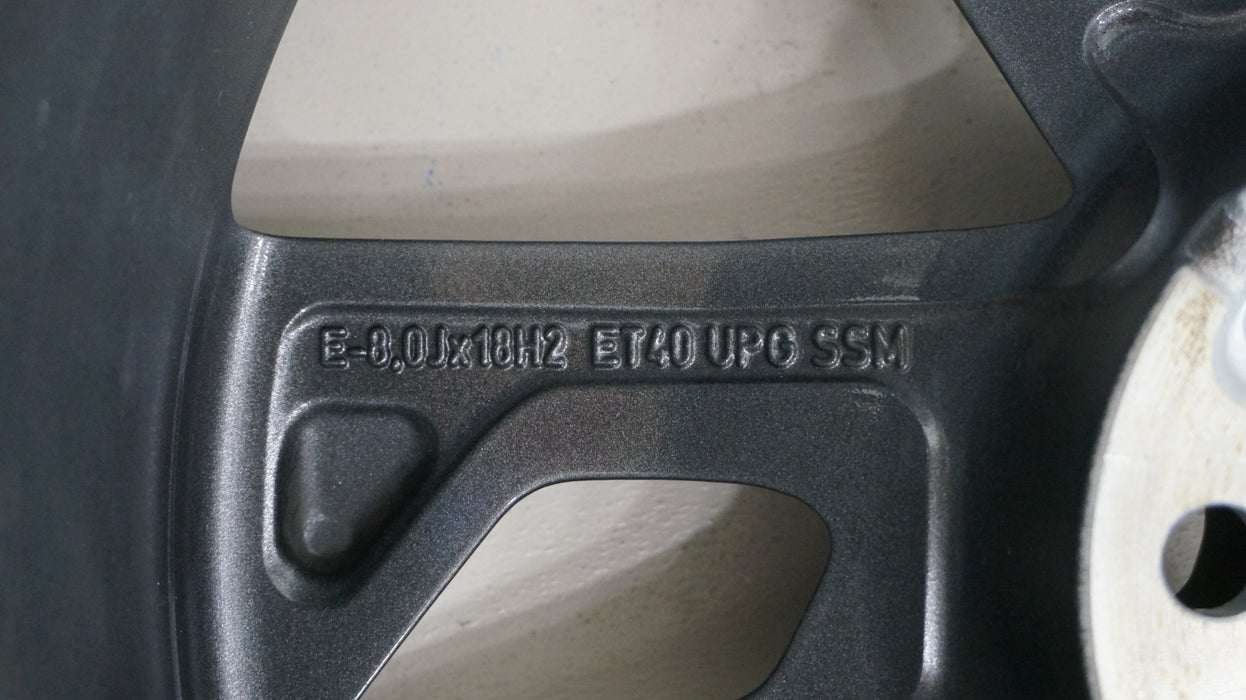 E-8,0Jx18H2 ET40 UPG SSM